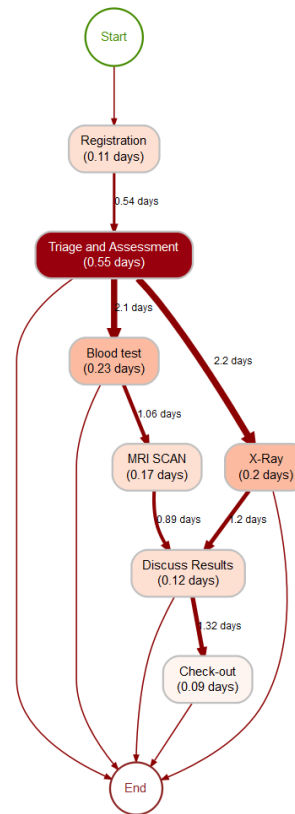 Start
Registration
(0.11 days)
0.54 days
Triage and Assessment
(0.55 days)
2.1 days
2.2 days
Blood test
(0.23 days)
1.06 days
MRI SCAN
(0.17 days)
X-Ray
(0.2 days)
0.89 days
1.2 days
Discuss Results
(0.12 days)
1.32 days
Check-out
(0.09 days)
End